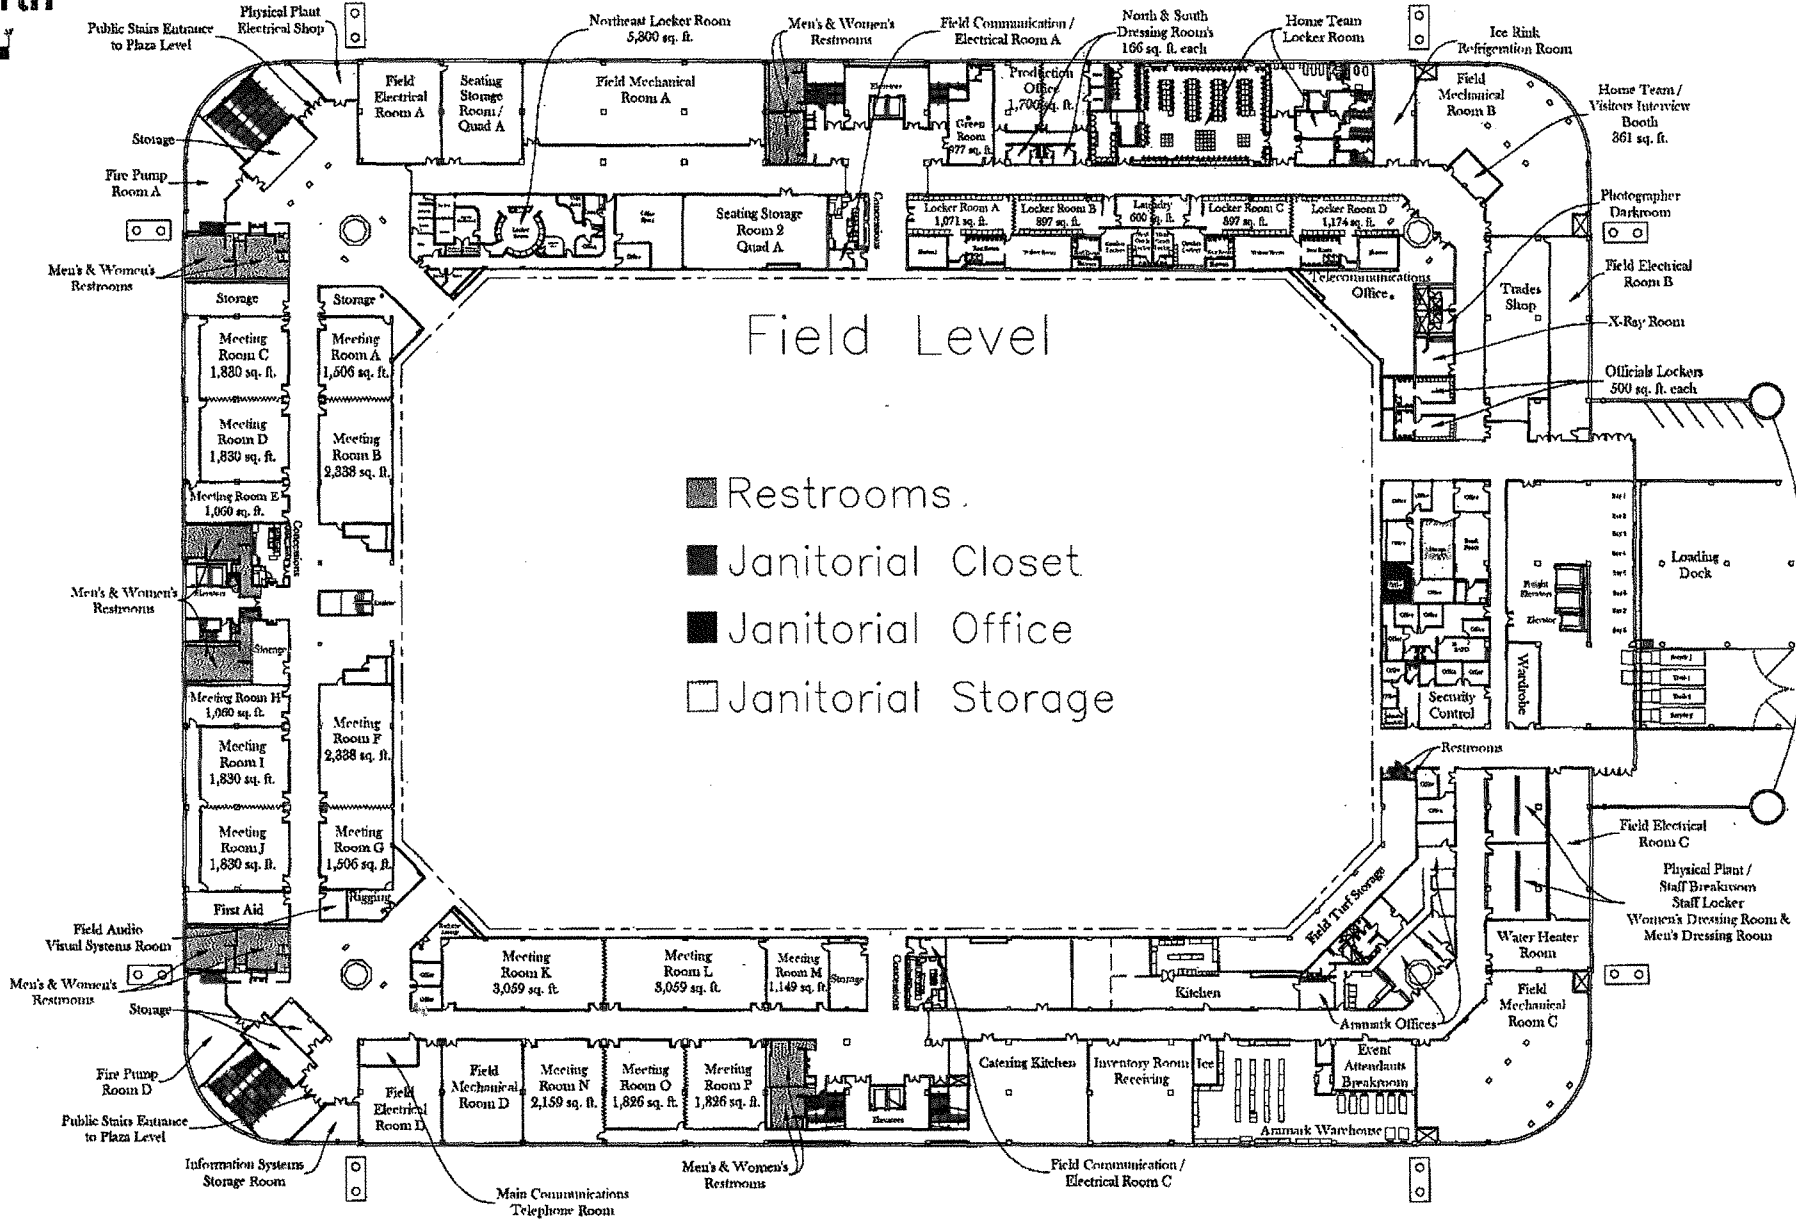 Public Stairs Entrance
to Plaza Level
Physical Plant
Electrical Shop
Northeast Locker Room
5,800 sq. ft.
Men's & Women's
Restrooms
Field Communication /
Electrical Room A
North & South
Dressing Room's
166 sq. ft. each
Home Team
Locker Room
Ice Rink
Refrigeration Room
Field
Electrical
Room A
Seating
Storage
Room /
Quad A
Field Mechanical
Room A
Elevators
Green
Room
877 sq. ft.
Production
Office
1,700 sq. ft.
Field
Mechanical
Room B
Home Team /
Visitors Interview
Booth
361 sq. ft.
Storage
Fire Pump
Room A
Men's & Women's
Restrooms
Seating Storage
Room 2
Quad A
Concessions
Locker Room A
1,071 sq. ft.
Locker Room B
897 sq. ft.
Laundry
600 sq. ft.
Locker Room C
897 sq. ft.
Locker Room D
1,174 sq. ft.
Photographer
Darkroom
Telecommunications
Office
Trades
Shop
Field Electrical
Room B
X-Ray Room
Officials Lockers
500 sq. ft. each
Storage
Storage
Meeting
Room C
1,830 sq. ft.
Meeting
Room A
1,506 sq. ft.
Meeting
Room D
1,830 sq. ft.
Meeting
Room B
2,338 sq. ft.
Meeting Room E
1,060 sq. ft.
Concessions
Men's & Women's
Restrooms
Elevators
Storage
Field Level
Restrooms
Janitorial Closet
Janitorial Office
Janitorial Storage
Freight
Elevators
Elevator
Loading
Dock
Wardrobe
Security
Control
Restrooms
Meeting Room H
1,060 sq. ft.
Meeting
Room I
1,830 sq. ft.
Meeting
Room F
2,338 sq. ft.
Meeting
Room J
1,830 sq. ft.
Meeting
Room G
1,506 sq. ft.
First Aid
Rigging
Field Audio
Visual Systems Room
Men's & Women's
Restrooms
Storage
Fire Pump
Room D
Public Stairs Entrance
to Plaza Level
Information Systems
Storage Room
Main Communications
Telephone Room
Meeting
Room K
3,059 sq. ft.
Meeting
Room L
3,059 sq. ft.
Meeting
Room M
1,149 sq. ft.
Storage
Concessions
Kitchen
Field Turf Storage
Aramark Offices
Field Electrical
Room C
Physical Plant /
Staff Breakroom
Staff Locker
Women's Dressing Room &
Men's Dressing Room
Water Heater
Room
Field
Mechanical
Room C
Field
Electrical
Room D
Field
Mechanical
Room D
Meeting
Room N
2,159 sq. ft.
Meeting
Room O
1,826 sq. ft.
Meeting
Room P
1,826 sq. ft.
Elevators
Men's & Women's
Restrooms
Catering Kitchen
Inventory Room
Receiving
Ice
Event
Attendants
Breakroom
Aramark Warehouse
Field Communication /
Electrical Room C